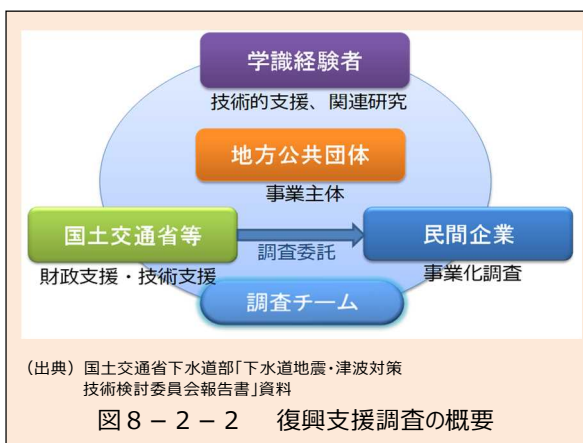 学識経験者
技術的支援、関連研究
地方公共団体
事業主体
国土交通省等
民間企業
調査委託
財政支援・技術支援
事業化調査
調査チーム
(出典) 国土交通省下水道部「下水道地震・津波対策
技術検討委員会報告書」資料
図8-2-2 復興支援調査の概要